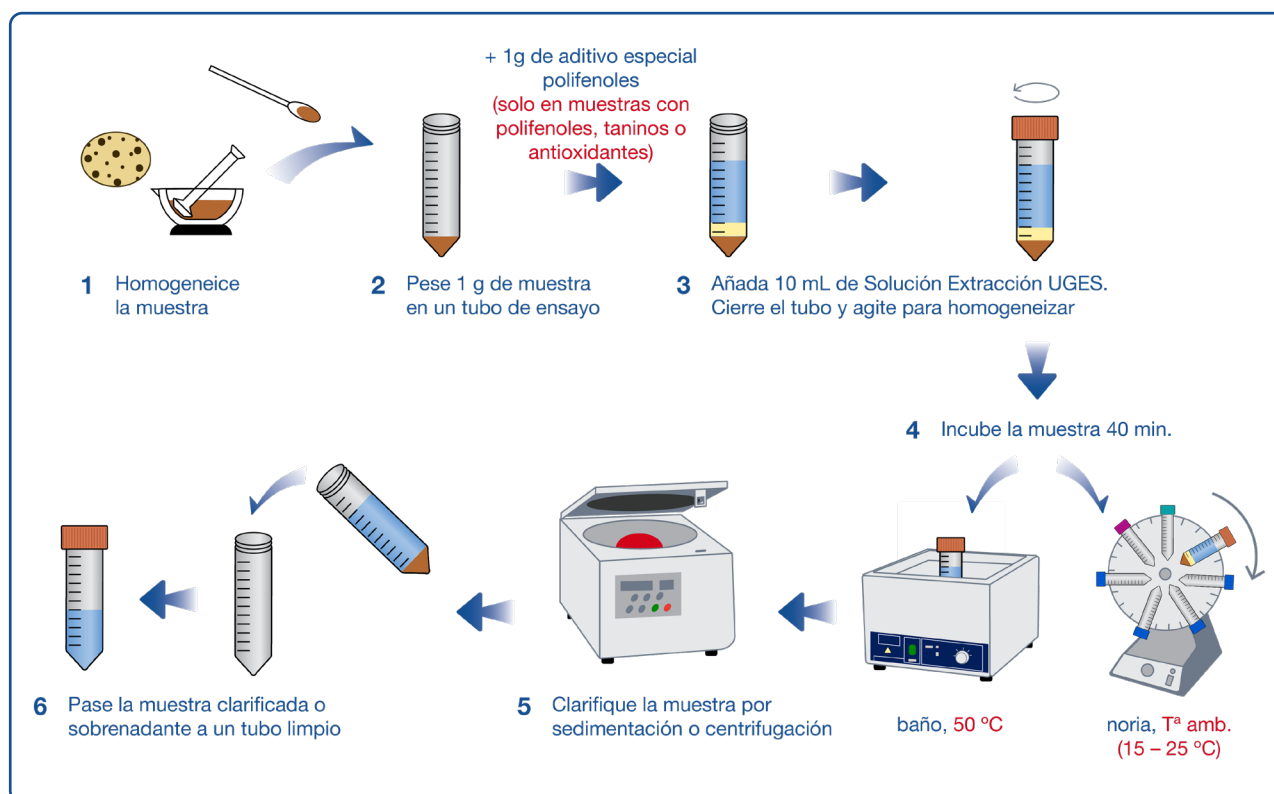 + 1g de aditivo especial
polifenoles
(solo en muestras con
polifenoles, taninos o
antioxidantes)
1 Homogeneice
la muestra
2 Pese 1 g de muestra
en un tubo de ensayo
3 Añada 10 mL de Solución Extracción UGES.
Cierre el tubo y agite para homogeneizar
4 Incube la muestra 40 min.
baño, 50 ºC
noria, Tª amb.
(15 – 25 ºC)
5 Clarifique la muestra por
sedimentación o centrifugación
6 Pase la muestra clarificada o
sobrenadante a un tubo limpio